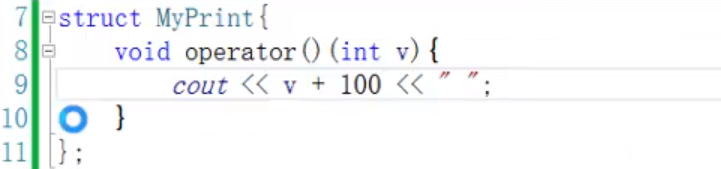 7 struct MyPrint{
8 void operator()(int v){
9 cout << v + 100 << " ";
10 }
11 };